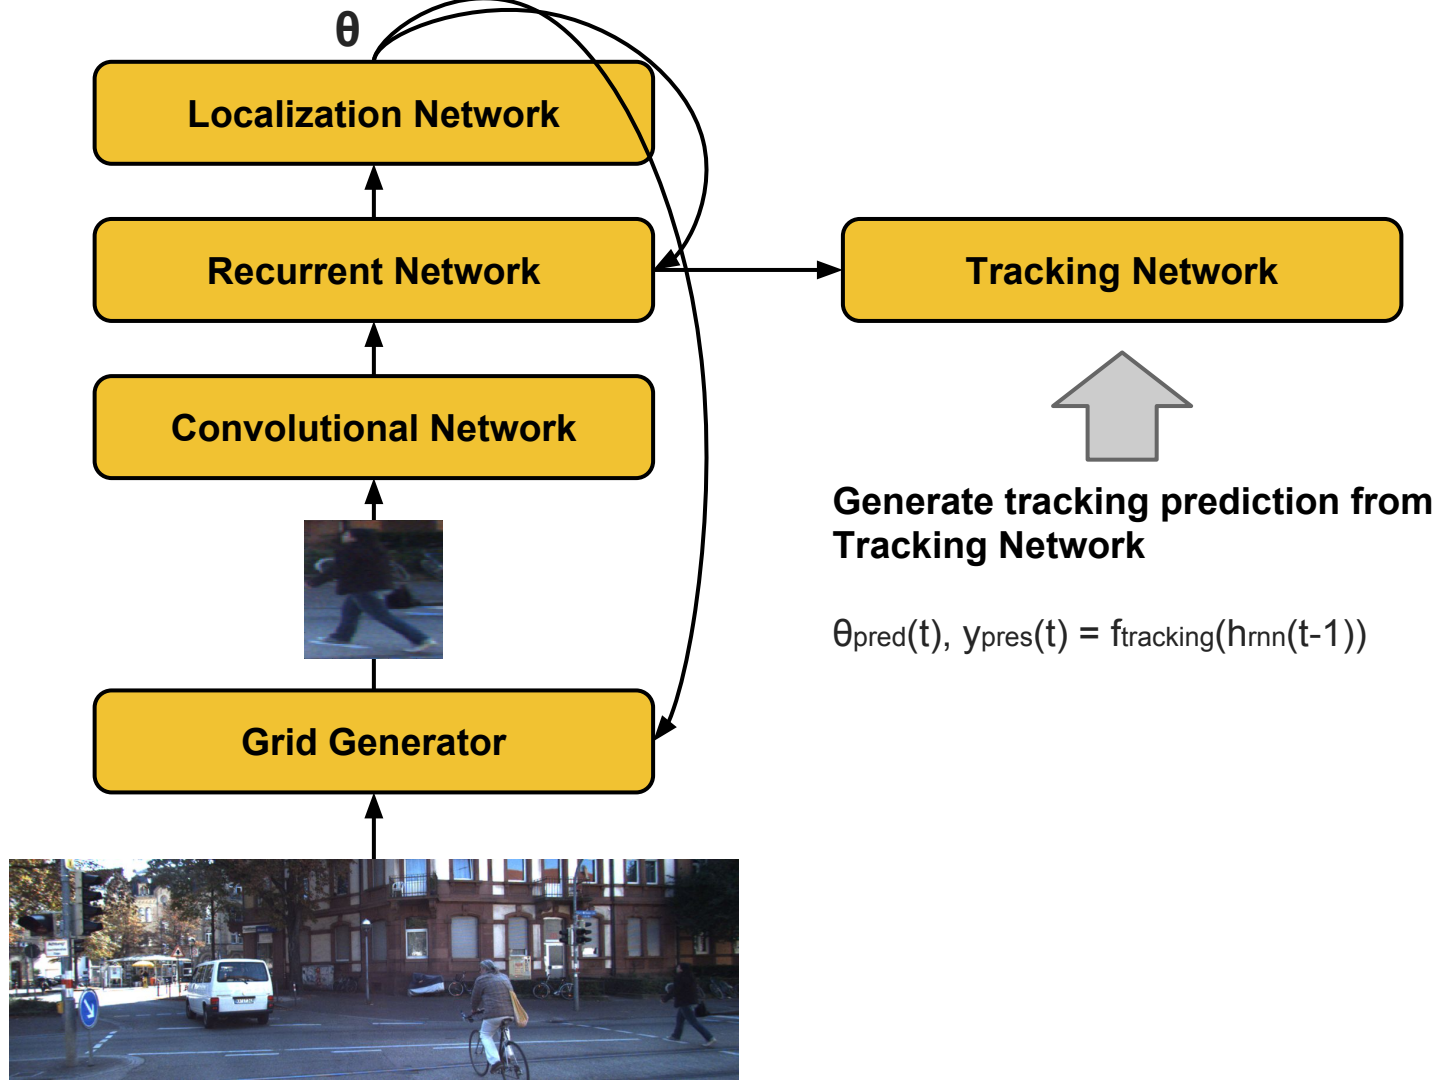 θ
Localization Network
Recurrent Network
Tracking Network
Convolutional Network
Generate tracking prediction from
Tracking Network
θpred(t), ypres(t) = ftracking(hrnn(t-1))
Grid Generator